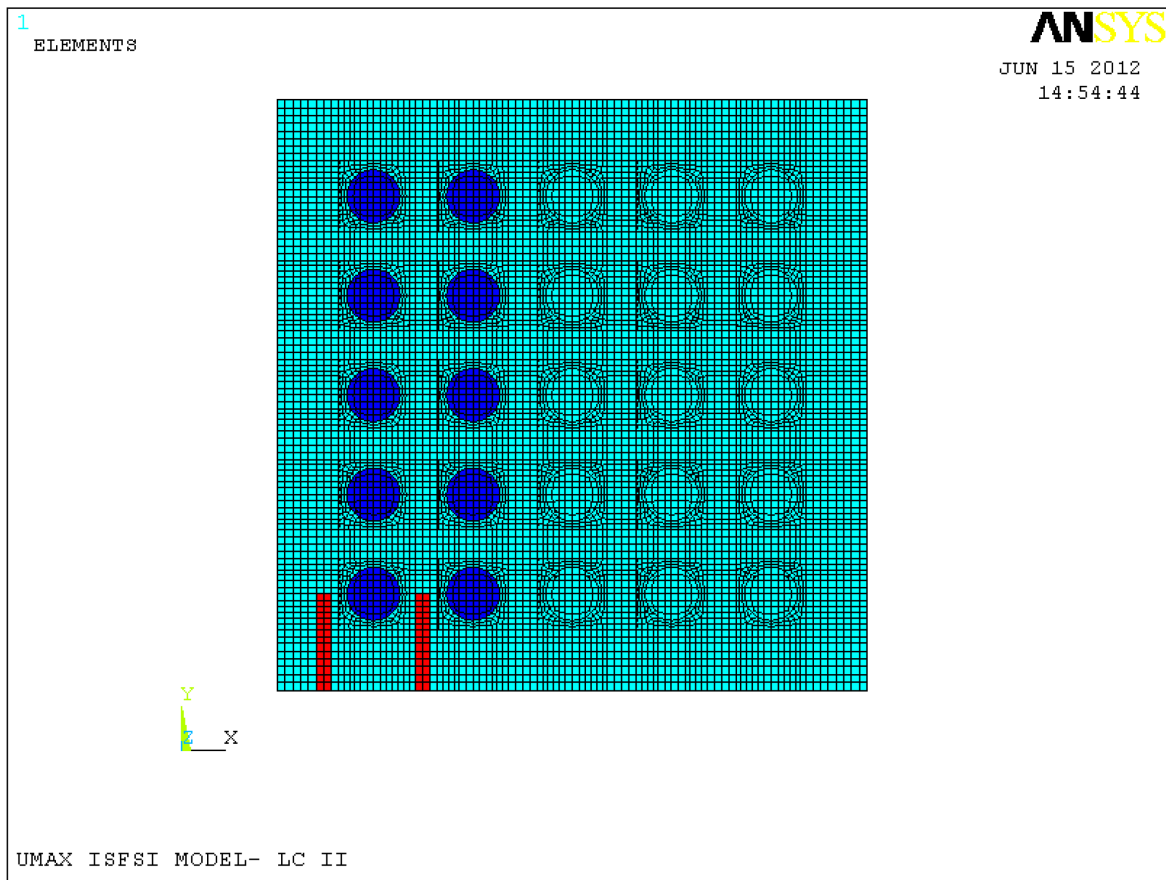 1
ELEMENTS
ANSYS
JUN 15 2012
14:54:44
Y
Z
X
UMAX ISFSI MODEL- LC II